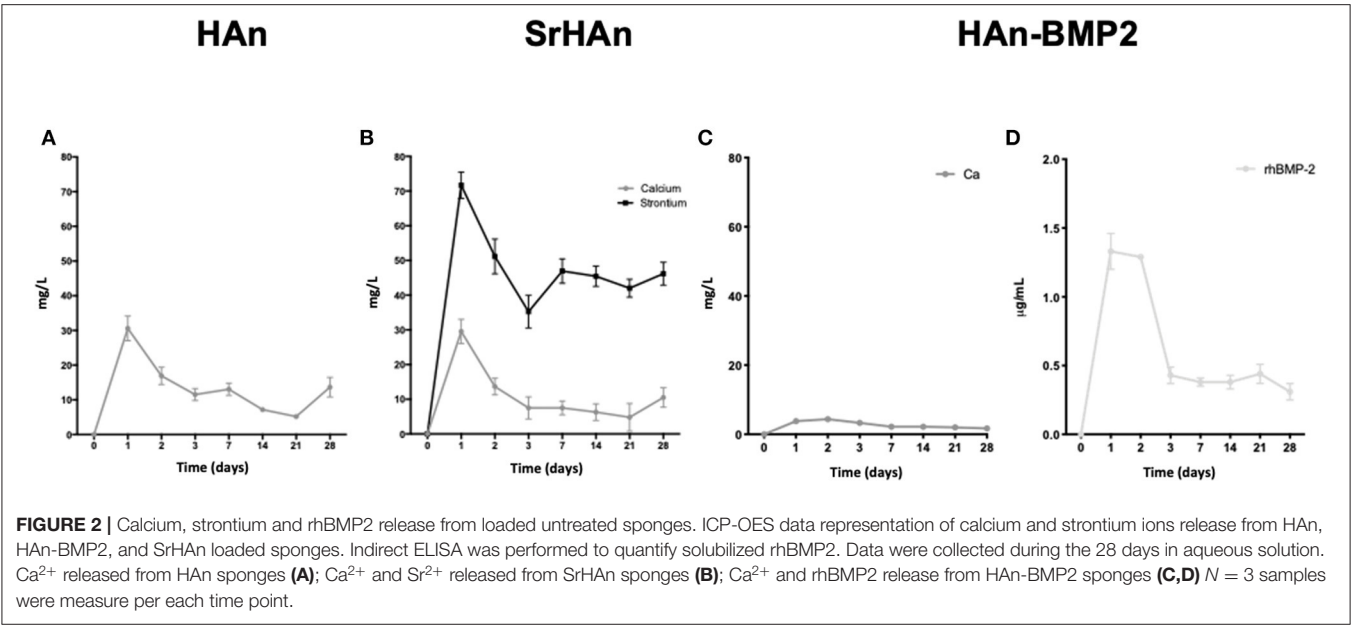 HAn
SrHAn
HAn-BMP2
A
80
70
60
50
40
30
20
10
0
mg/L
0 1 2 3 7 14 21 28
Time (days)
B
80
70
60
50
40
30
20
10
0
mg/L
Calcium
Strontium
0 1 2 3 7 14 21 28
Time (days)
C
80
60
40
20
0
mg/L
Ca
0 1 2 3 7 14 21 28
Time (days)
D
2.0
1.5
1.0
0.5
0.0
µg/mL
rhBMP-2
0 1 2 3 7 14 21 28
Time (days)
FIGURE 2 | Calcium, strontium and rhBMP2 release from loaded untreated sponges. ICP-OES data representation of calcium and strontium ions release from HAn,
HAn-BMP2, and SrHAn loaded sponges. Indirect ELISA was performed to quantify solubilized rhBMP2. Data were collected during the 28 days in aqueous solution.
Ca²⁺ released from HAn sponges (A); Ca²⁺ and Sr²⁺ released from SrHAn sponges (B); Ca²⁺ and rhBMP2 release from HAn-BMP2 sponges (C,D) N = 3 samples
were measure per each time point.